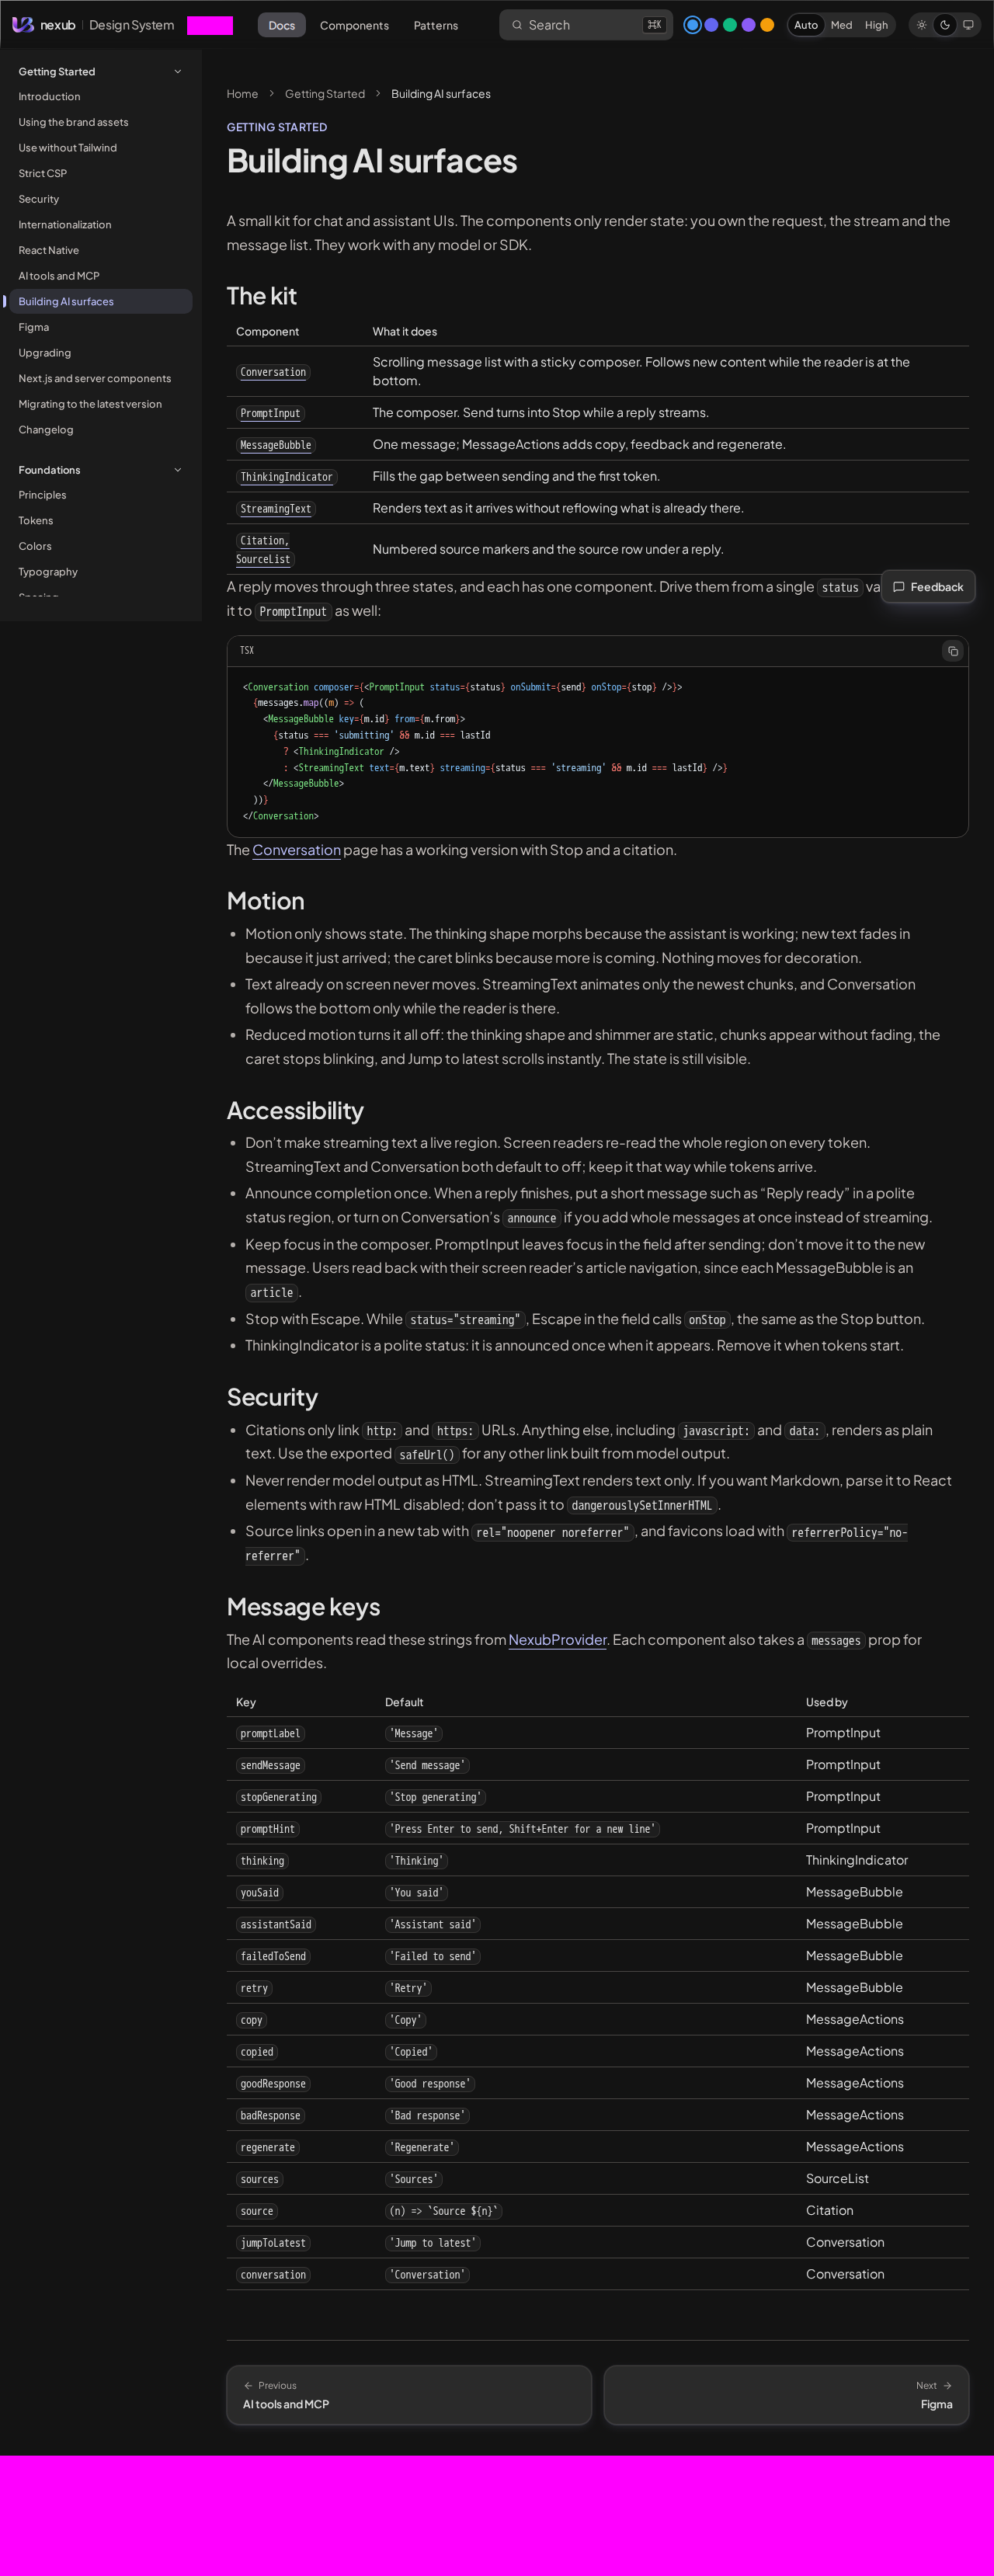 nexub Design System
Docs
Components
Patterns
Search
⌘K
Auto
Med
High
Getting Started
Introduction
Using the brand assets
Use without Tailwind
Strict CSP
Security
Internationalization
React Native
AI tools and MCP
Building AI surfaces
Figma
Upgrading
Next.js and server components
Migrating to the latest version
Changelog
Foundations
Principles
Tokens
Colors
Typography
Home > Getting Started > Building AI surfaces
GETTING STARTED
Building AI surfaces
A small kit for chat and assistant UIs. The components only render state: you own the request, the stream and the
message list. They work with any model or SDK.
The kit
Component What it does
Conversation Scrolling message list with a sticky composer. Follows new content while the reader is at the
bottom.
PromptInput The composer. Send turns into Stop while a reply streams.
MessageBubble One message; MessageActions adds copy, feedback and regenerate.
ThinkingIndicator Fills the gap between sending and the first token.
StreamingText Renders text as it arrives without reflowing what is already there.
Citation,
SourceList Numbered source markers and the source row under a reply.
A reply moves through three states, and each has one component. Drive them from a single status va
Feedback
it to PromptInput as well:
TSX
<Conversation composer={<PromptInput status={status} onSubmit={send} onStop={stop} />}>
{messages.map((m) => (
<MessageBubble key={m.id} from={m.from}>
{status === 'submitting' && m.id === lastId
? <ThinkingIndicator />
: <StreamingText text={m.text} streaming={status === 'streaming' && m.id === lastId} />}
</MessageBubble>
))}
</Conversation>
The Conversation page has a working version with Stop and a citation.
Motion
• Motion only shows state. The thinking shape morphs because the assistant is working; new text fades in
because it just arrived; the caret blinks because more is coming. Nothing moves for decoration.
• Text already on screen never moves. StreamingText animates only the newest chunks, and Conversation
follows the bottom only while the reader is there.
• Reduced motion turns it all off: the thinking shape and shimmer are static, chunks appear without fading, the
caret stops blinking, and Jump to latest scrolls instantly. The state is still visible.
Accessibility
• Don't make streaming text a live region. Screen readers re-read the whole region on every token.
StreamingText and Conversation both default to off; keep it that way while tokens arrive.
• Announce completion once. When a reply finishes, put a short message such as “Reply ready” in a polite
status region, or turn on Conversation's announce if you add whole messages at once instead of streaming.
• Keep focus in the composer. PromptInput leaves focus in the field after sending; don't move it to the new
message. Users read back with their screen reader's article navigation, since each MessageBubble is an
article.
• Stop with Escape. While status="streaming", Escape in the field calls onStop, the same as the Stop button.
• ThinkingIndicator is a polite status: it is announced once when it appears. Remove it when tokens start.
Security
• Citations only link http: and https: URLs. Anything else, including javascript: and data:, renders as plain
text. Use the exported safeUrl() for any other link built from model output.
• Never render model output as HTML. StreamingText renders text only. If you want Markdown, parse it to React
elements with raw HTML disabled; don't pass it to dangerouslySetInnerHTML.
• Source links open in a new tab with rel="noopener noreferrer", and favicons load with referrerPolicy="no-
referrer".
Message keys
The AI components read these strings from NexubProvider. Each component also takes a messages prop for
local overrides.
Key Default Used by
promptLabel 'Message' PromptInput
sendMessage 'Send message' PromptInput
stopGenerating 'Stop generating' PromptInput
promptHint 'Press Enter to send, Shift+Enter for a new line' PromptInput
thinking 'Thinking' ThinkingIndicator
youSaid 'You said' MessageBubble
assistantSaid 'Assistant said' MessageBubble
failedToSend 'Failed to send' MessageBubble
retry 'Retry' MessageBubble
copy 'Copy' MessageActions
copied 'Copied' MessageActions
goodResponse 'Good response' MessageActions
badResponse 'Bad response' MessageActions
regenerate 'Regenerate' MessageActions
sources 'Sources' SourceList
source (n) => `Source ${n}` Citation
jumpToLatest 'Jump to latest' Conversation
conversation 'Conversation' Conversation
Previous
AI tools and MCP
Next
Figma